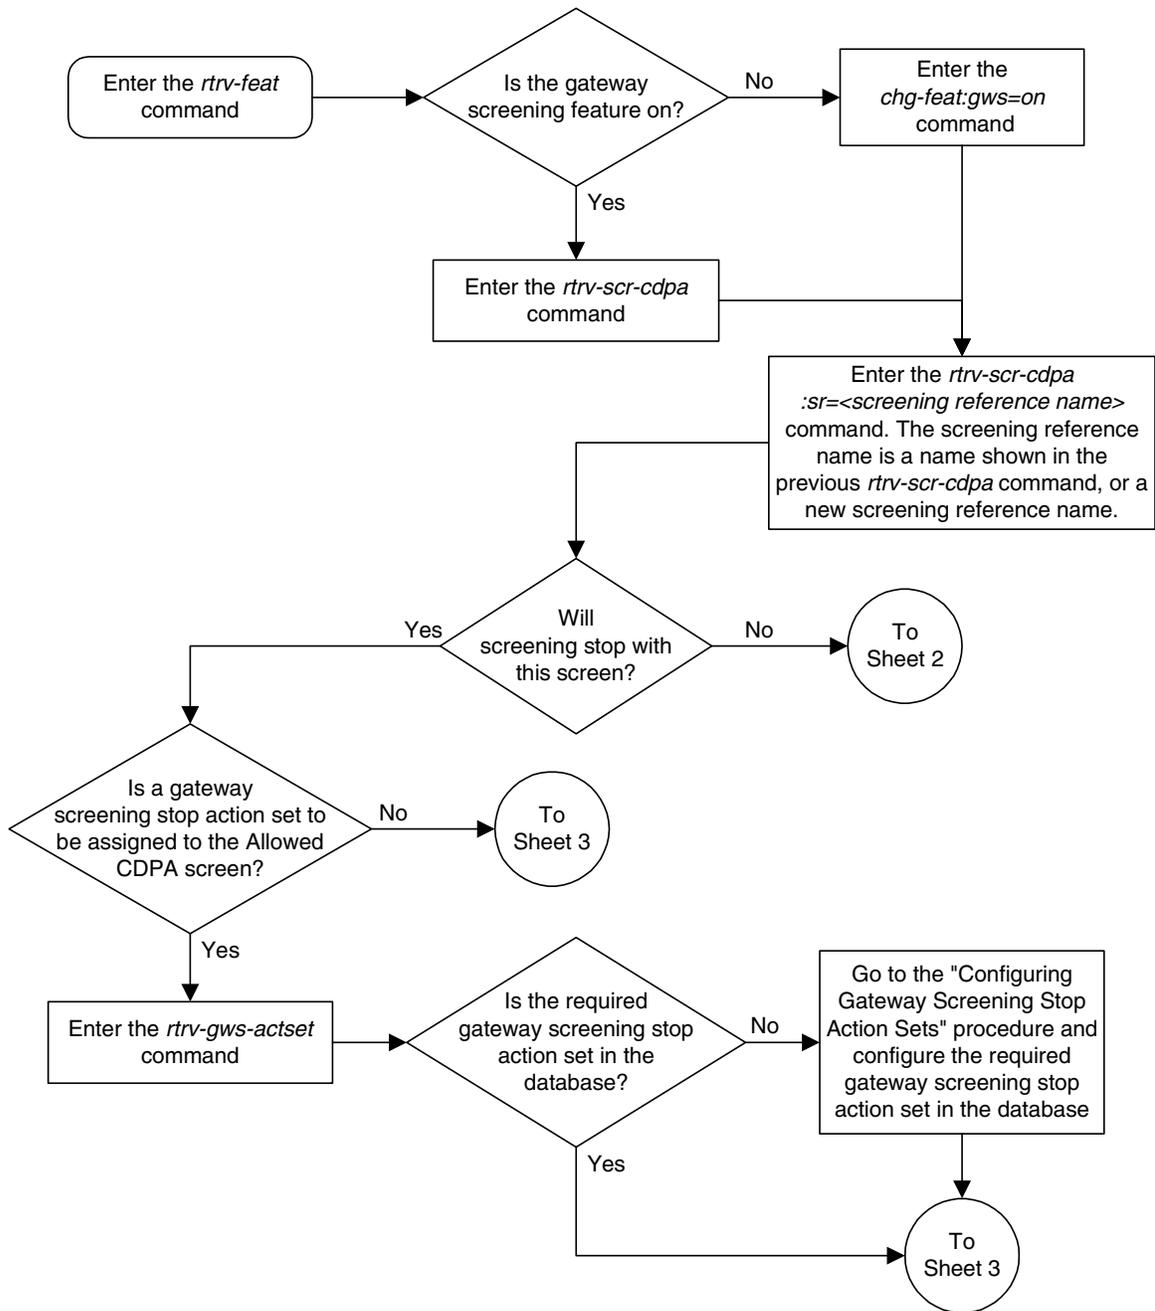 Enter the rtrv-feat
command
Is the gateway
screening feature on?
No
Enter the
chg-feat:gws=on
command
Yes
Enter the rtrv-scr-cdpa
command
Enter the rtrv-scr-cdpa
:sr=<screening reference name>
command. The screening reference
name is a name shown in the
previous rtrv-scr-cdpa command, or a
new screening reference name.
Will
screening stop with
this screen?
Yes
No
To
Sheet 2
Is a gateway
screening stop action set to
be assigned to the Allowed
CDPA screen?
No
To
Sheet 3
Yes
Enter the rtrv-gws-actset
command
Is the required
gateway screening stop
action set in the
database?
No
Go to the "Configuring
Gateway Screening Stop
Action Sets" procedure and
configure the required
gateway screening stop
action set in the database
Yes
To
Sheet 3